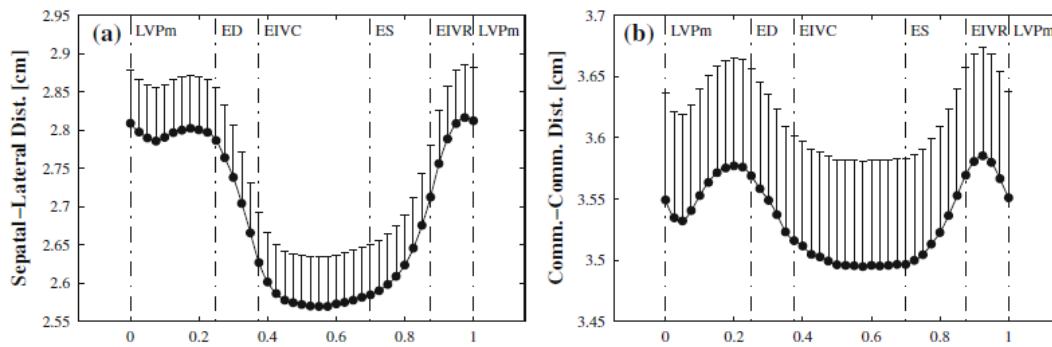 (a) LVPm ED EIVC ES EIVR LVPm
Sepatal-Lateral Dist. [cm]
2.95
2.9
2.85
2.8
2.75
2.7
2.65
2.6
2.55
0 0.2 0.4 0.6 0.8 1
(b) LVPm ED EIVC ES EIVR LVPm
Comm.-Comm. Dist. [cm]
3.7
3.65
3.6
3.55
3.5
3.45
0 0.2 0.4 0.6 0.8 1